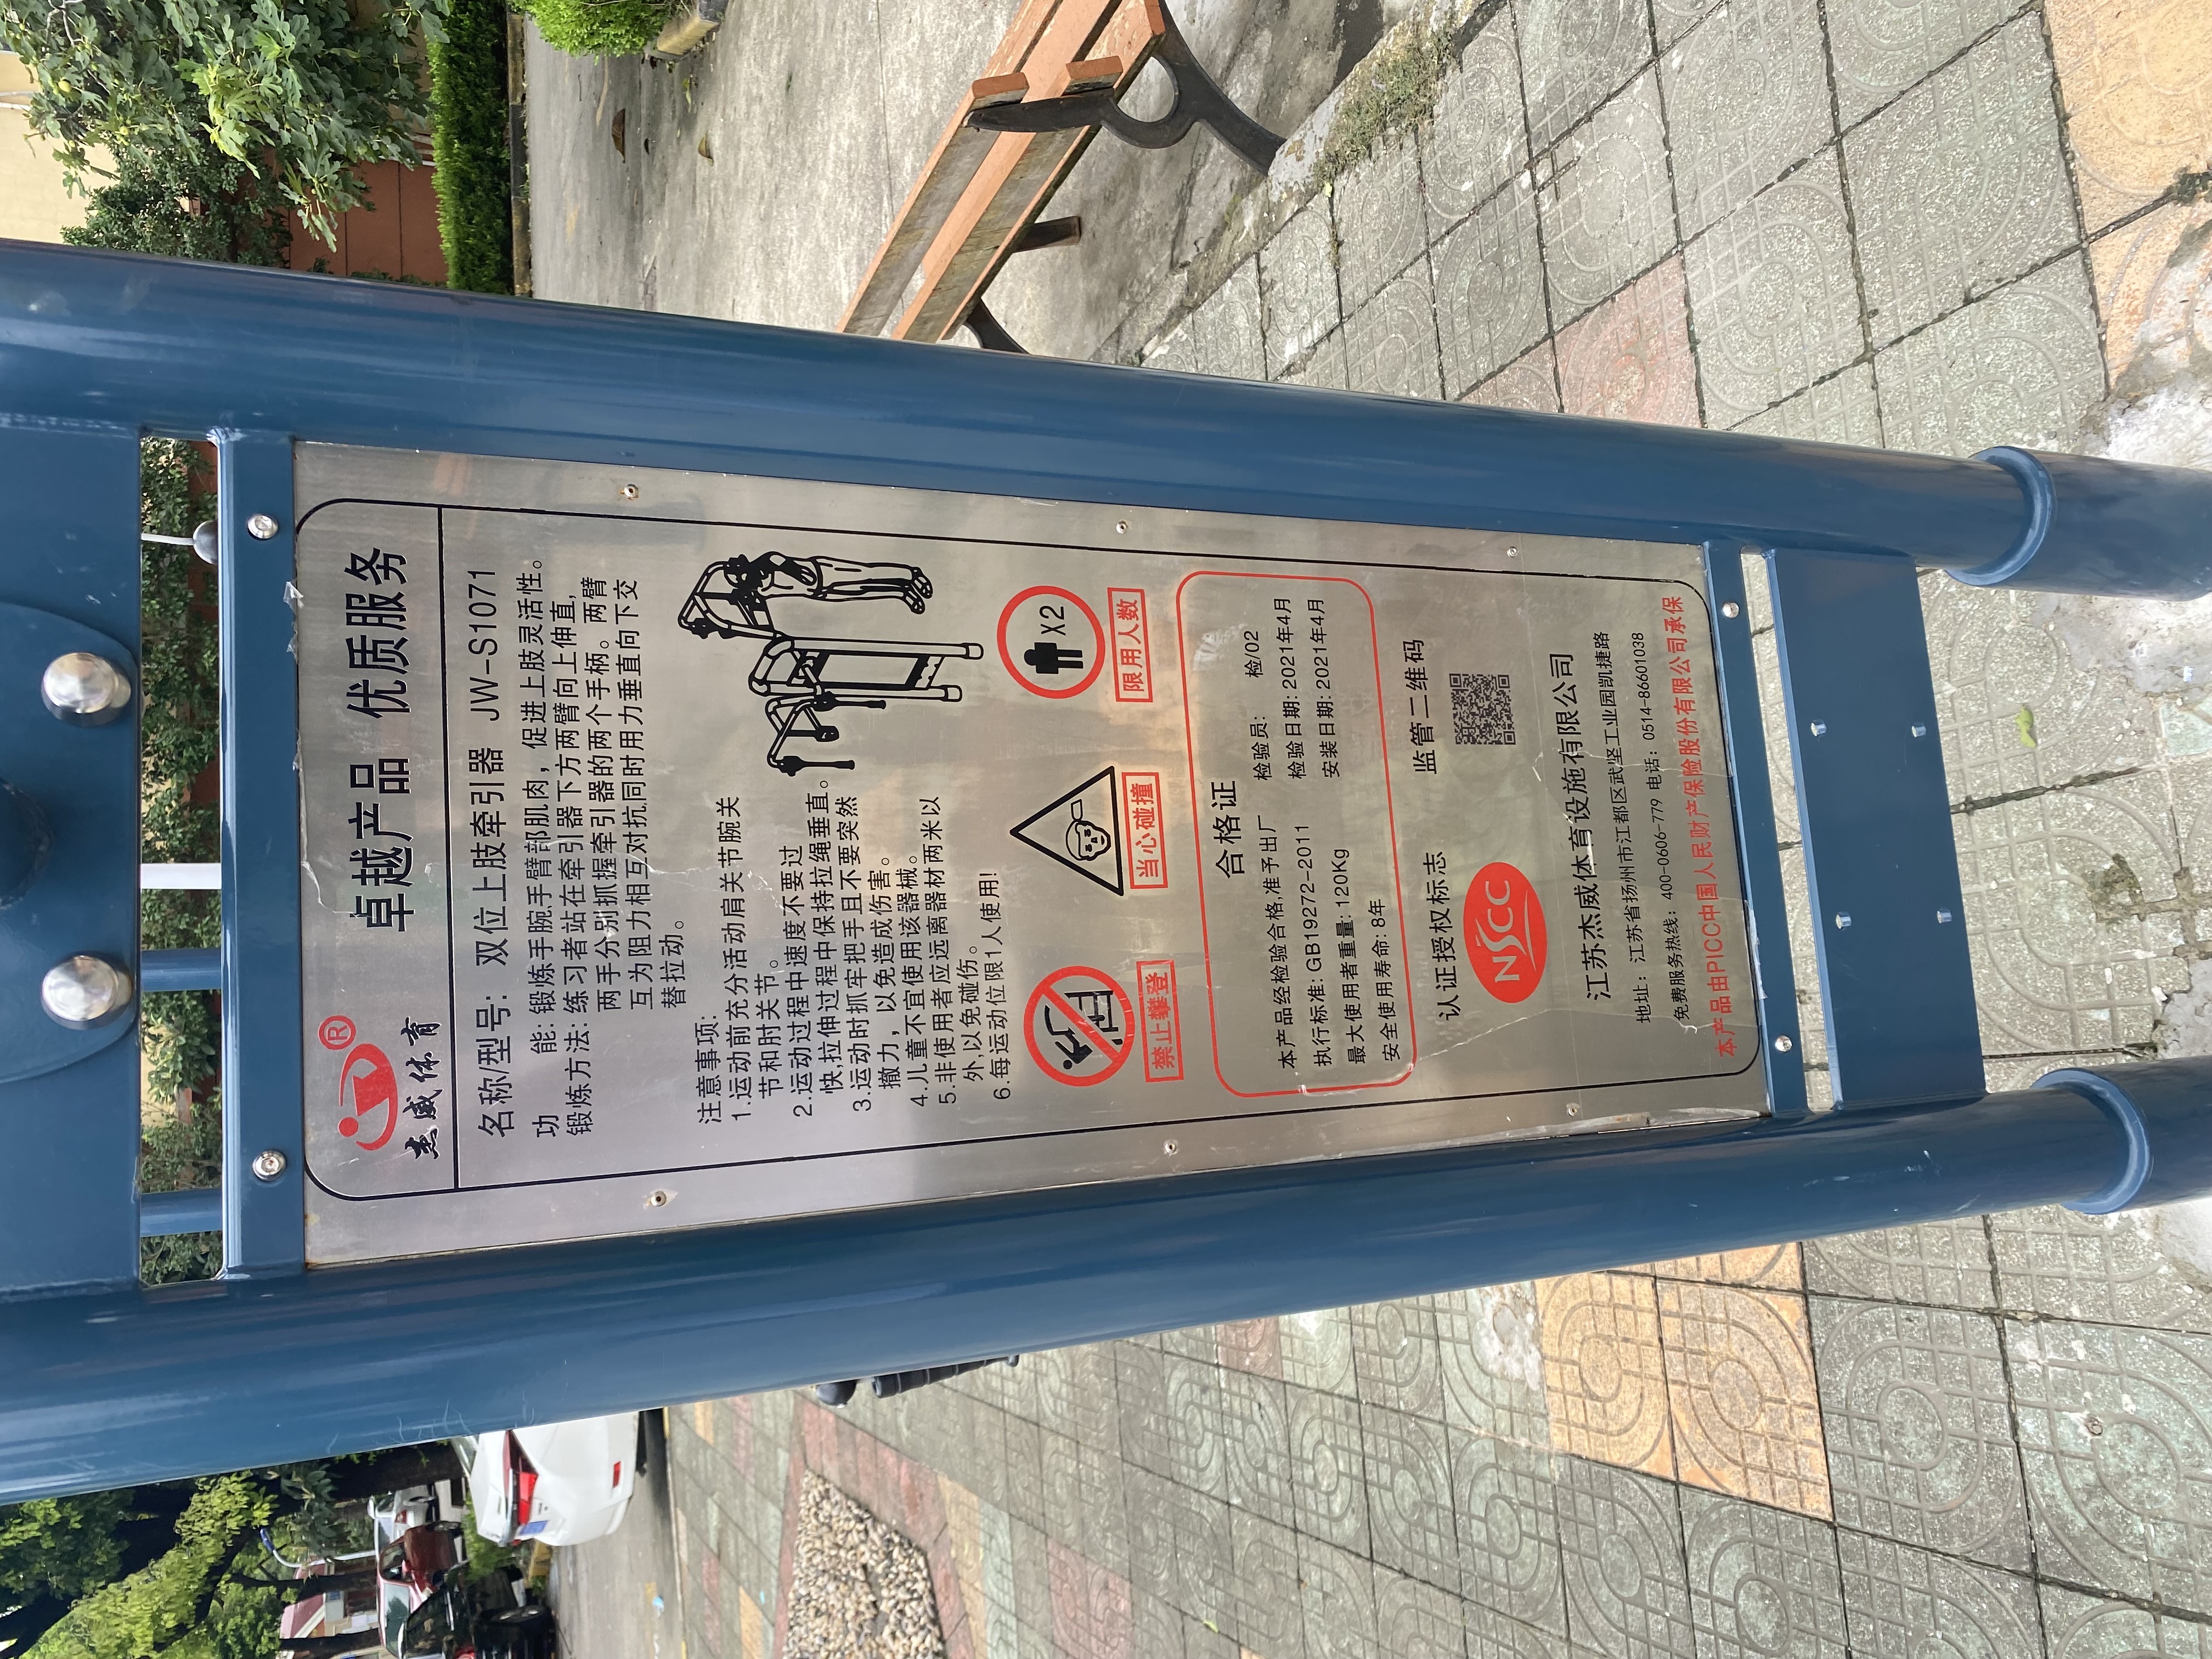 杰威体育
®
卓越产品 优质服务
名称/型号: 双位上肢牵引器 JW-S1071
功 能: 锻炼手腕手臂部肌肉，促进上肢灵活性。
锻炼方法: 练习者站在牵引器下方两臂向上伸直,
两手分别抓握牵引器的两个手柄。两臂
互为阻力相互对抗同时用力垂直向下交
替拉动。
注意事项:
1.运动前充分活动肩关节腕关
节和肘关节。
2.运动过程中速度不要过
快,拉伸过程中保持拉绳垂直。
3.运动时抓牢把手且不要突然
撤力，以免造成伤害。
4.儿童不宜使用该器械。
5.非使用者应远离器材两米以
外,以免碰伤。
6.每运动位限1人使用!
X2
禁止攀登 当心碰撞 限用人数
合格证
本产品经检验合格,准予出厂 检验员: 检/02
执行标准: GB19272-2011 检验日期: 2021年4月
最大使用者重量: 120Kg 安装日期: 2021年4月
安全使用寿命: 8年
认证授权标志 监管二维码
NSCC
江苏杰威体育设施有限公司
地址: 江苏省扬州市江都区武坚工业园凯捷路
免费服务热线: 400-0606-779 电话: 0514-86601038
本产品由PICC中国人民财产保险股份有限公司承保